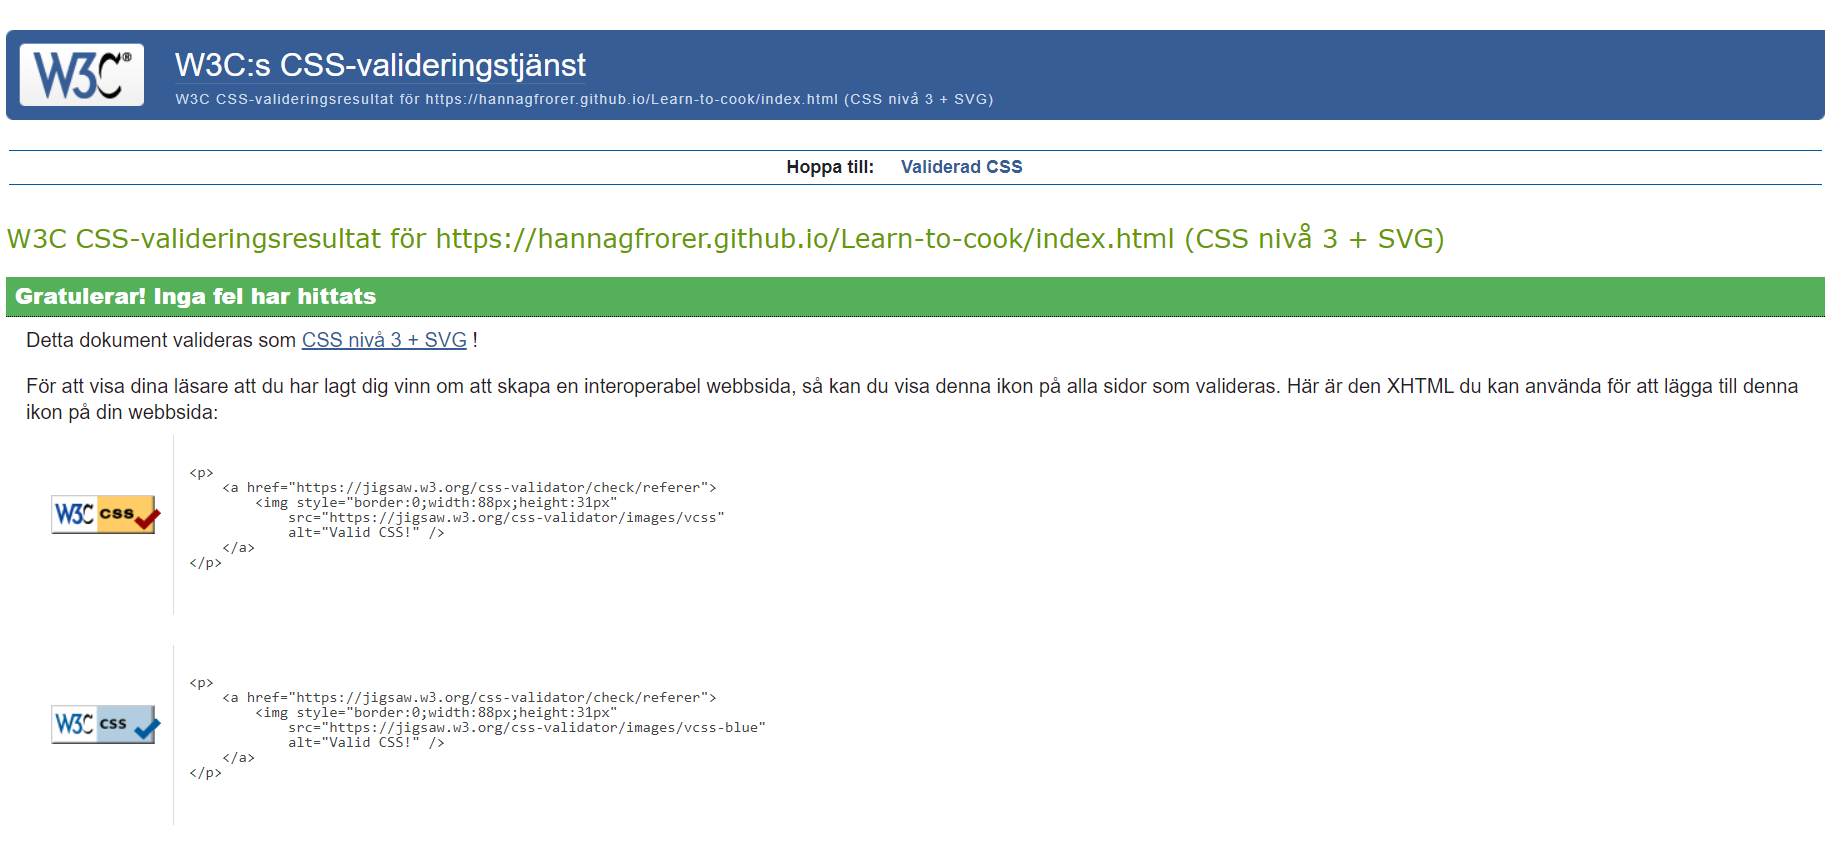 W3C®
W3C:s CSS-valideringstjänst
W3C CSS-valideringsresultat för https://hannagfrorer.github.io/Learn-to-cook/index.html (CSS nivå 3 + SVG)
Hoppa till: Validerad CSS
W3C CSS-valideringsresultat för https://hannagfrorer.github.io/Learn-to-cook/index.html (CSS nivå 3 + SVG)
Gratulerar! Inga fel har hittats
Detta dokument valideras som CSS nivå 3 + SVG !
För att visa dina läsare att du har lagt dig vinn om att skapa en interoperabel webbsida, så kan du visa denna ikon på alla sidor som valideras. Här är den XHTML du kan använda för att lägga till denna
ikon på din webbsida:
W3C css
<p>
<a href="https://jigsaw.w3.org/css-validator/check/referer">
<img style="border:0;width:88px;height:31px"
src="https://jigsaw.w3.org/css-validator/images/vcss"
alt="Valid CSS!" />
</a>
</p>
W3C css
<p>
<a href="https://jigsaw.w3.org/css-validator/check/referer">
<img style="border:0;width:88px;height:31px"
src="https://jigsaw.w3.org/css-validator/images/vcss-blue"
alt="Valid CSS!" />
</a>
</p>